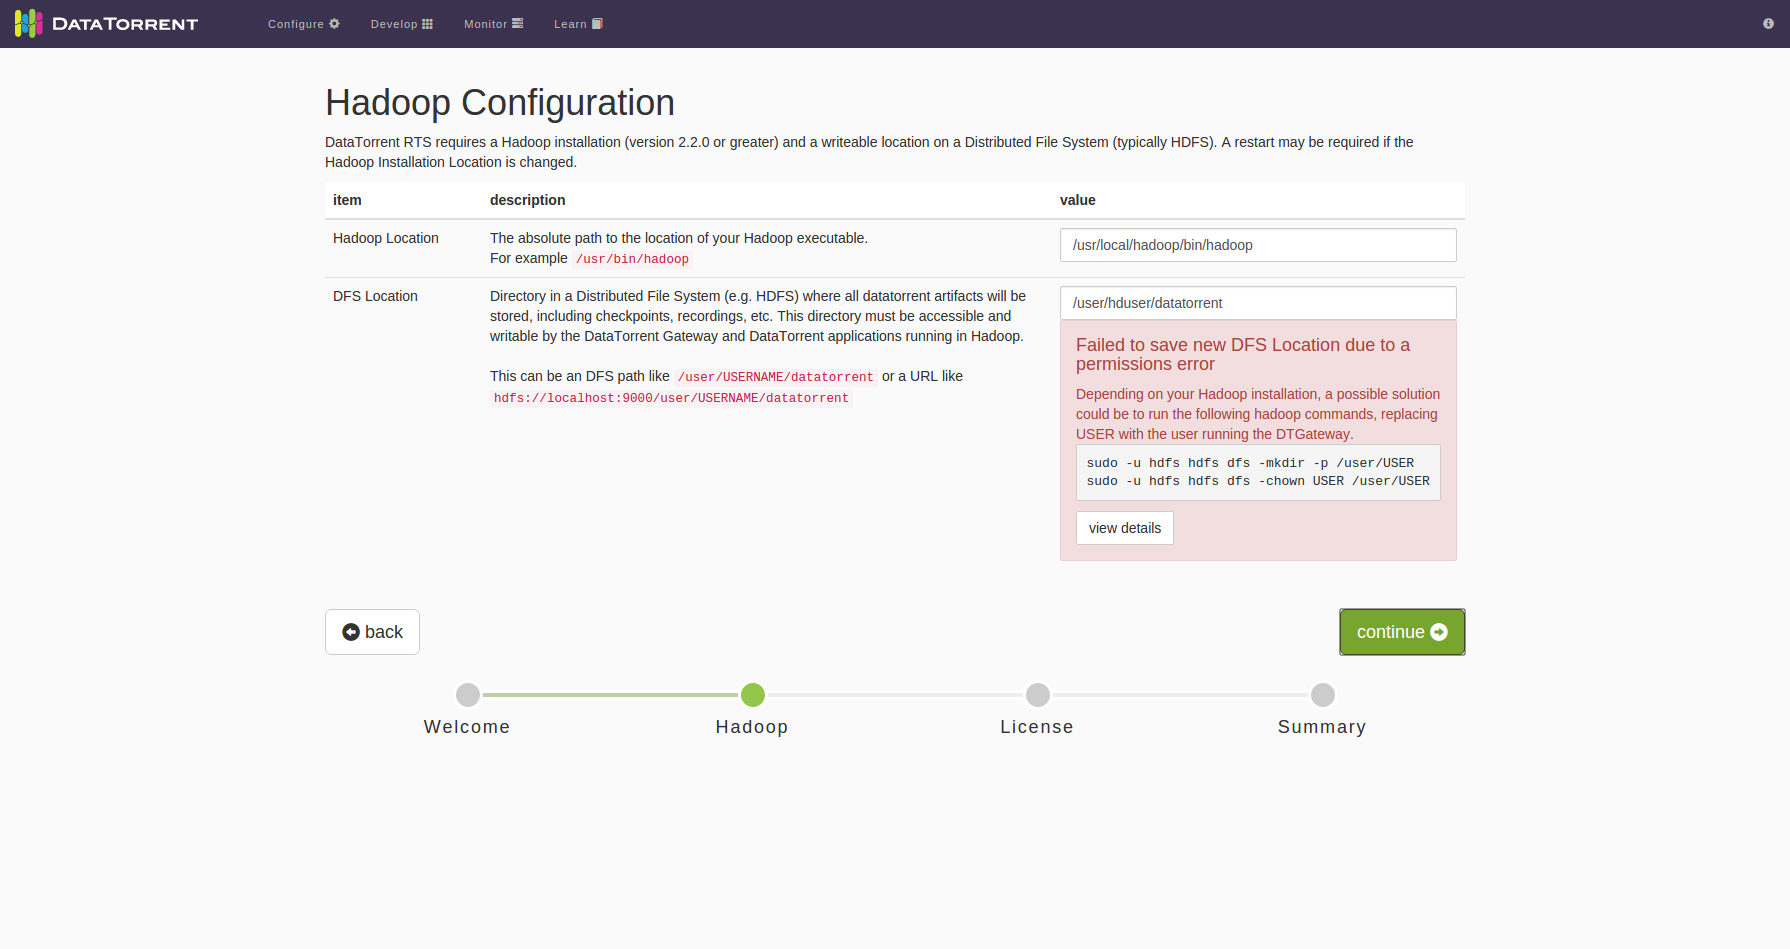 DATATORRENT
Configure
Develop
Monitor
Learn
Hadoop Configuration
DataTorrent RTS requires a Hadoop installation (version 2.2.0 or greater) and a writeable location on a Distributed File System (typically HDFS). A restart may be required if the
Hadoop Installation Location is changed.
item description value
Hadoop Location
The absolute path to the location of your Hadoop executable.
For example /usr/bin/hadoop
/usr/local/hadoop/bin/hadoop
DFS Location
Directory in a Distributed File System (e.g. HDFS) where all datatorrent artifacts will be
stored, including checkpoints, recordings, etc. This directory must be accessible and
writable by the DataTorrent Gateway and DataTorrent applications running in Hadoop.
This can be an DFS path like /user/USERNAME/datatorrent or a URL like
hdfs://localhost:9000/user/USERNAME/datatorrent
/user/hduser/datatorrent
Failed to save new DFS Location due to a
permissions error
Depending on your Hadoop installation, a possible solution
could be to run the following hadoop commands, replacing
USER with the user running the DTGateway.
sudo -u hdfs hdfs dfs -mkdir -p /user/USER
sudo -u hdfs hdfs dfs -chown USER /user/USER
view details
back
continue
Welcome
Hadoop
License
Summary